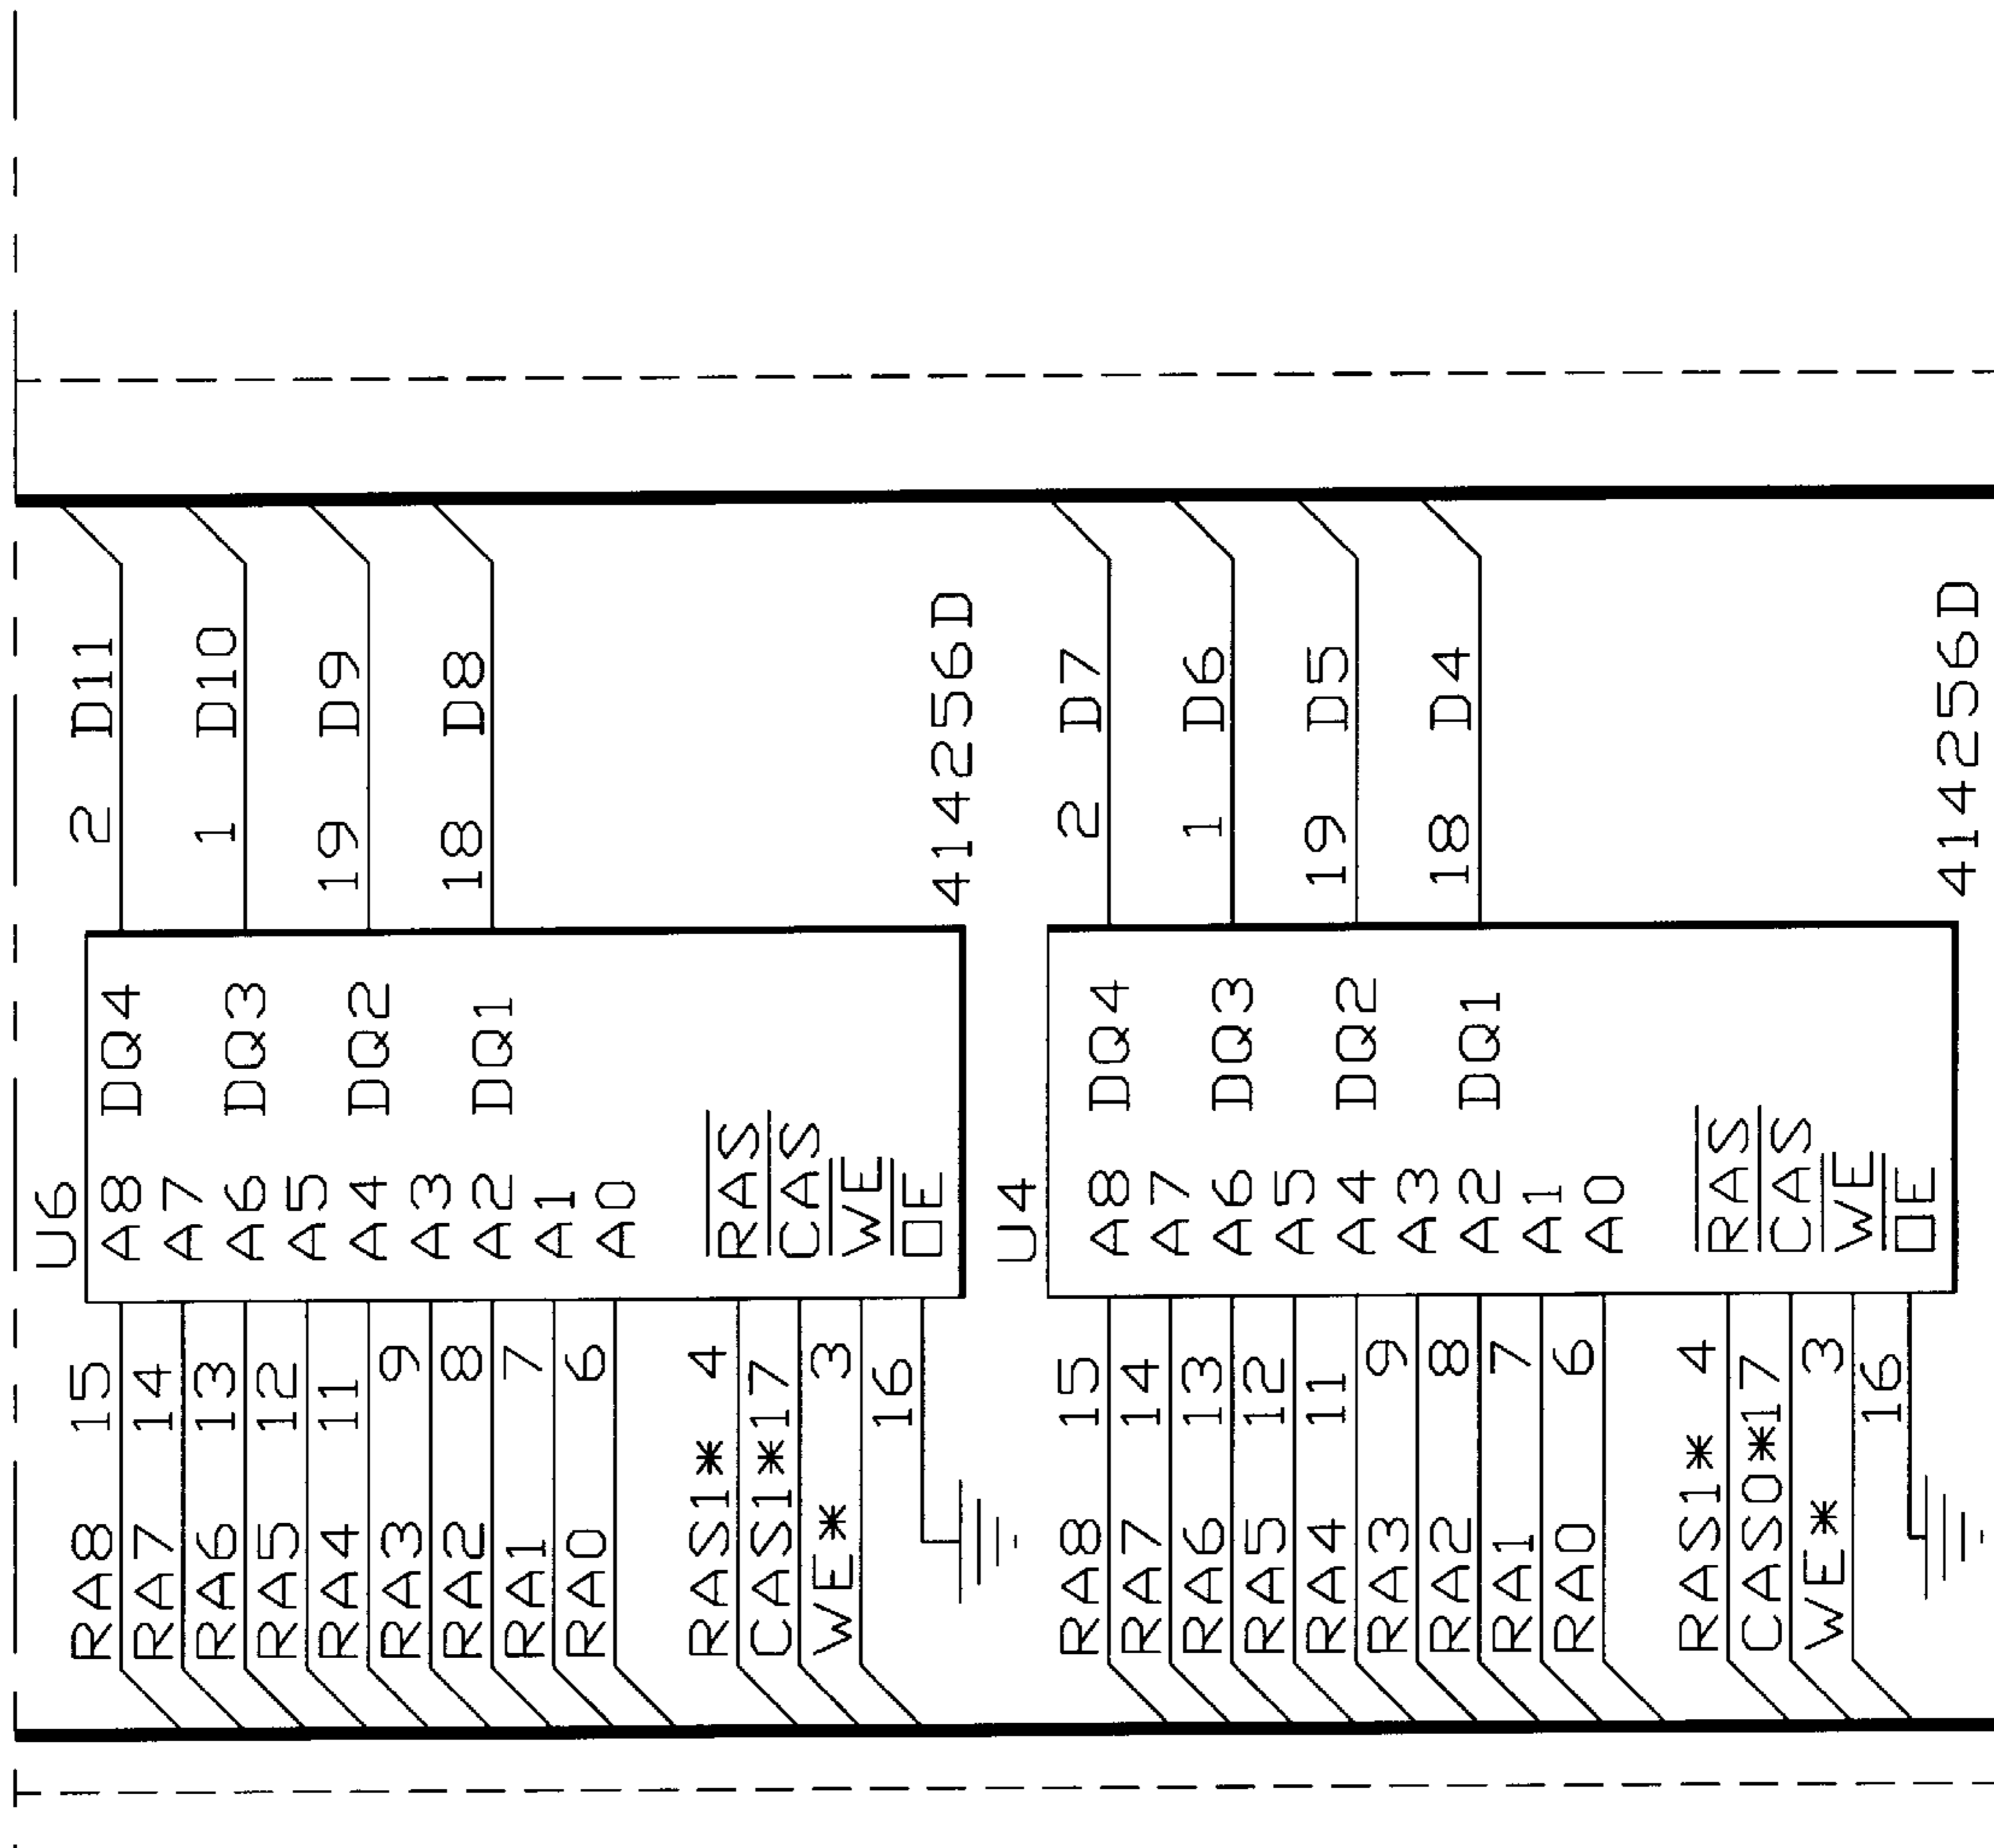 U6
RA8 15 A8 DQ4 2 D11
RA7 14 A7
RA6 13 A6 DQ3 1 D10
RA5 12 A5
RA4 11 A4 DQ2 19 D9
RA3 9 A3
RA2 8 A2 DQ1 18 D8
RA1 7 A1
RA0 6 A0
RAS1* 4 RAS
CAS1*17 CAS
WE* 3 WE
16 OE
414256D
U4
RA8 15 A8 DQ4 2 D7
RA7 14 A7
RA6 13 A6 DQ3 1 D6
RA5 12 A5
RA4 11 A4 DQ2 19 D5
RA3 9 A3
RA2 8 A2 DQ1 18 D4
RA1 7 A1
RA0 6 A0
RAS1* 4 RAS
CAS0*17 CAS
WE* 3 WE
16 OE
414256D